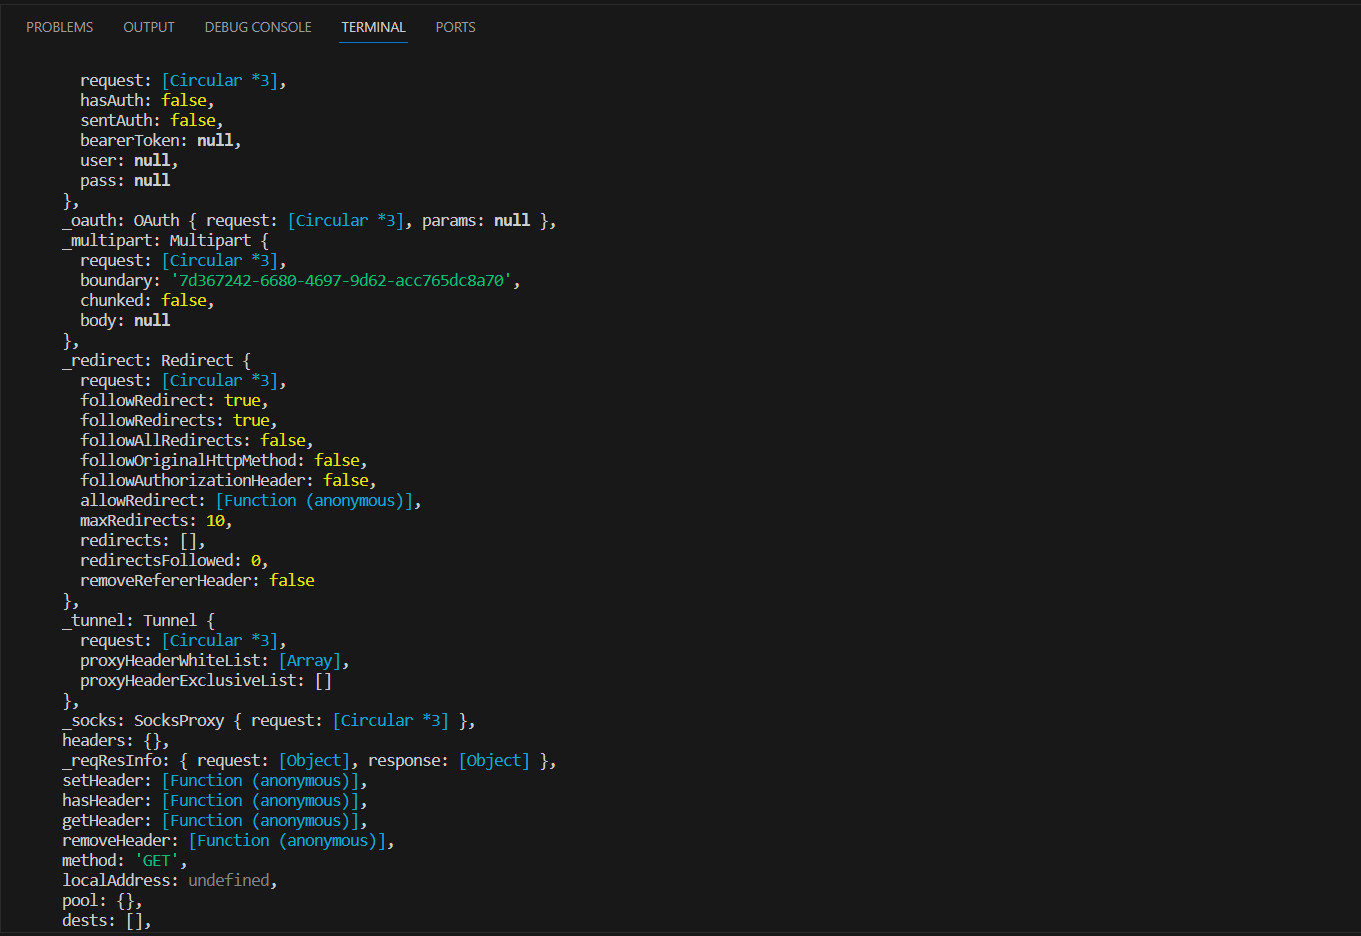 PROBLEMS OUTPUT DEBUG CONSOLE TERMINAL PORTS
request: [Circular *3],
hasAuth: false,
sentAuth: false,
bearerToken: null,
user: null,
pass: null
},
_oauth: OAuth { request: [Circular *3], params: null },
_multipart: Multipart {
request: [Circular *3],
boundary: '7d367242-6680-4697-9d62-acc765dc8a70',
chunked: false,
body: null
},
_redirect: Redirect {
request: [Circular *3],
followRedirect: true,
followRedirects: true,
followAllRedirects: false,
followOriginalHttpMethod: false,
followAuthorizationHeader: false,
allowRedirect: [Function (anonymous)],
maxRedirects: 10,
redirects: [],
redirectsFollowed: 0,
removeRefererHeader: false
},
_tunnel: Tunnel {
request: [Circular *3],
proxyHeaderWhiteList: [Array],
proxyHeaderExclusiveList: []
},
_socks: SocksProxy { request: [Circular *3] },
headers: {},
_reqResInfo: { request: [Object], response: [Object] },
setHeader: [Function (anonymous)],
hasHeader: [Function (anonymous)],
getHeader: [Function (anonymous)],
removeHeader: [Function (anonymous)],
method: 'GET',
localAddress: undefined,
pool: {},
dests: [],